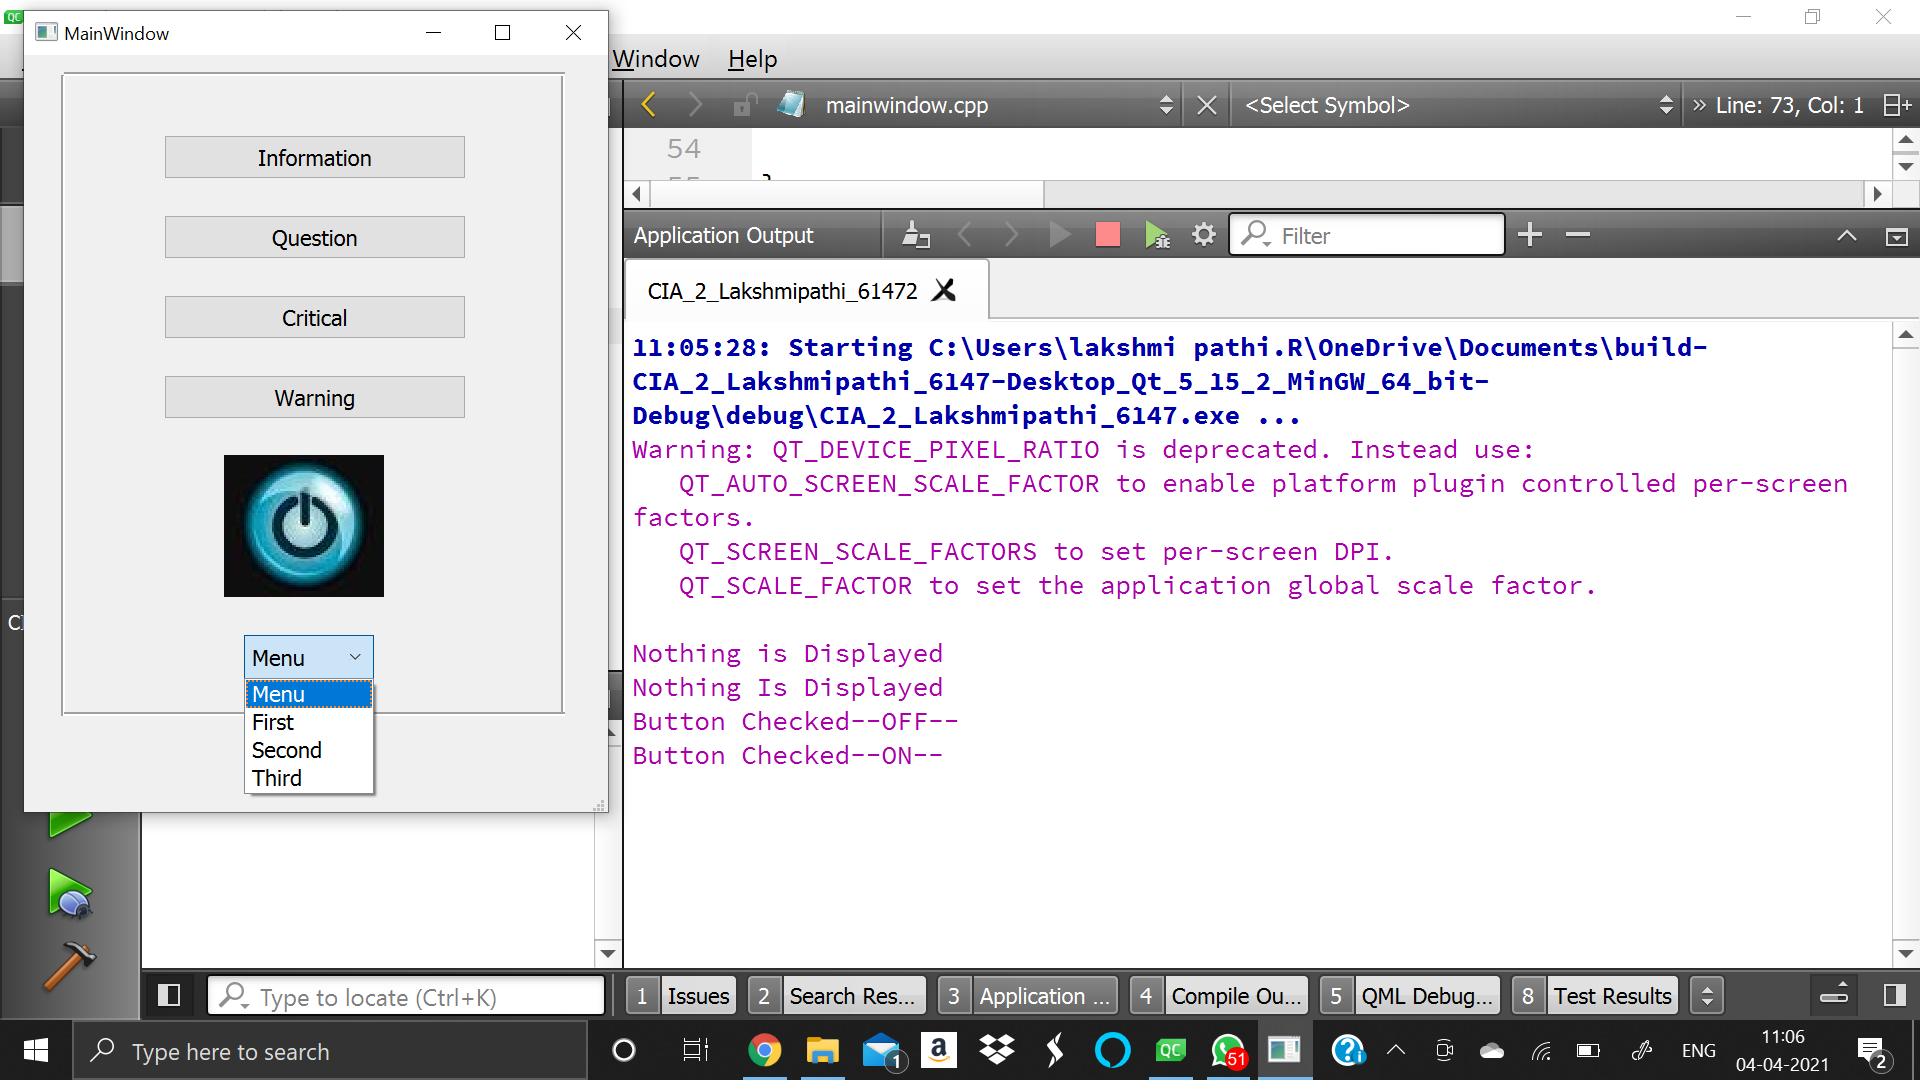 QC
MainWindow
Information
Question
Critical
Warning
Menu
Menu
First
Second
Third
Window Help
mainwindow.cpp
<Select Symbol>
» Line: 73, Col: 1
54
Application Output
Filter
CIA_2_Lakshmipathi_61472
11:05:28: Starting C:\Users\lakshmi pathi.R\OneDrive\Documents\build-
CIA_2_Lakshmipathi_6147-Desktop_Qt_5_15_2_MinGW_64_bit-
Debug\debug\CIA_2_Lakshmipathi_6147.exe ...
Warning: QT_DEVICE_PIXEL_RATIO is deprecated. Instead use:
QT_AUTO_SCREEN_SCALE_FACTOR to enable platform plugin controlled per-screen
factors.
QT_SCREEN_SCALE_FACTORS to set per-screen DPI.
QT_SCALE_FACTOR to set the application global scale factor.
Nothing is Displayed
Nothing Is Displayed
Button Checked--OFF--
Button Checked--ON--
Type to locate (Ctrl+K)
1 Issues 2 Search Res... 3 Application ... 4 Compile Ou... 5 QML Debug... 8 Test Results
Type here to search
1
a
QC
51
ENG
11:06
04-04-2021
2